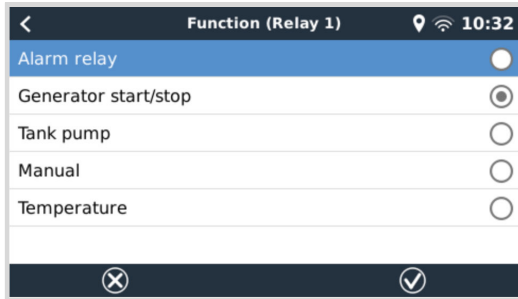 Function (Relay 1) 10:32
Alarm relay
Generator start/stop
Tank pump
Manual
Temperature